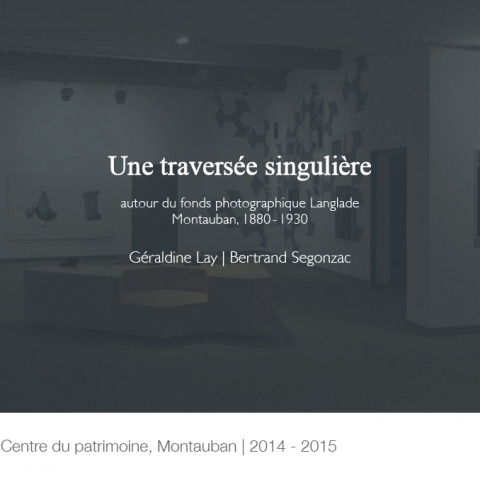 Une traversée singulière
autour du fonds photographique Langlade
Montauban, 1880-1930
Géraldine Lay | Bertrand Segonzac
Centre du patrimoine, Montauban | 2014 - 2015